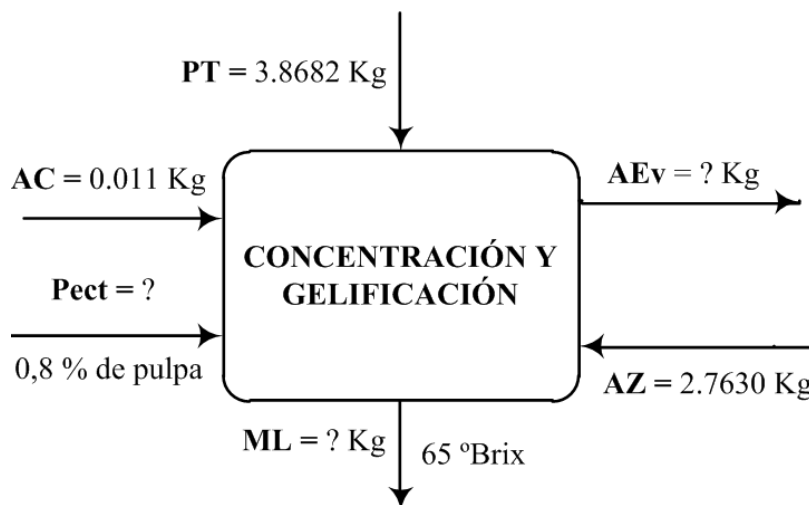 PT = 3.8682 Kg
AC = 0.011 Kg
AEv = ? Kg
CONCENTRACIÓN Y
GELIFICACIÓN
Pect = ?
0,8 % de pulpa
AZ = 2.7630 Kg
ML = ? Kg
65 ºBrix